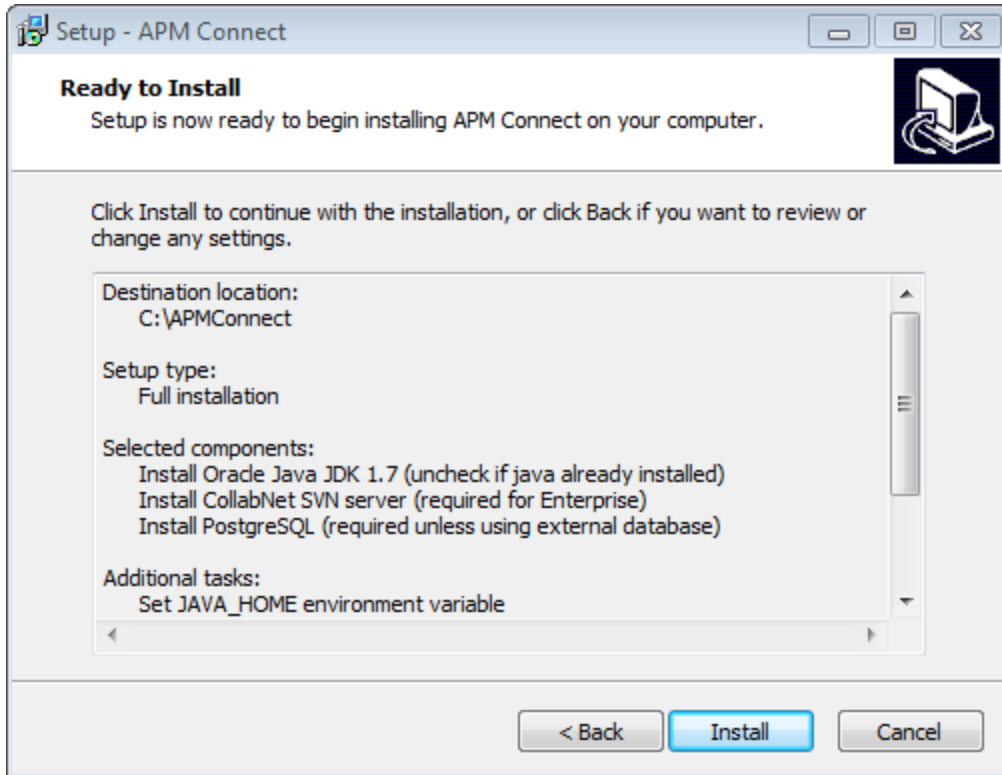 Setup - APM Connect
Ready to Install
Setup is now ready to begin installing APM Connect on your computer.
Click Install to continue with the installation, or click Back if you want to review or
change any settings.
Destination location:
C:\APMConnect
Setup type:
Full installation
Selected components:
Install Oracle Java JDK 1.7 (uncheck if java already installed)
Install CollabNet SVN server (required for Enterprise)
Install PostgreSQL (required unless using external database)
Additional tasks:
Set JAVA_HOME environment variable
< Back Install Cancel